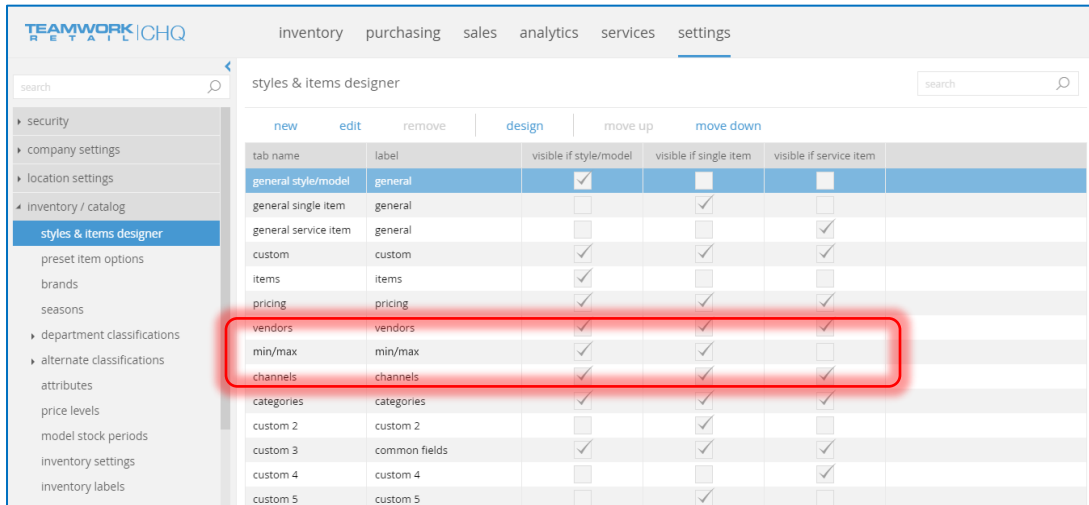 TEAMWORK CHQ
RETAIL
inventory purchasing sales analytics services settings
search
styles & items designer
search
security
company settings
location settings
inventory / catalog
styles & items designer
preset item options
brands
seasons
department classifications
alternate classifications
attributes
price levels
model stock periods
inventory settings
inventory labels
new edit remove design move up move down
tab name label visible if style/model visible if single item visible if service item
general style/model general
general single item general
general service item general
custom custom
items items
pricing pricing
vendors vendors
min/max min/max
channels channels
categories categories
custom 2 custom 2
custom 3 common fields
custom 4 custom 4
custom 5 custom 5